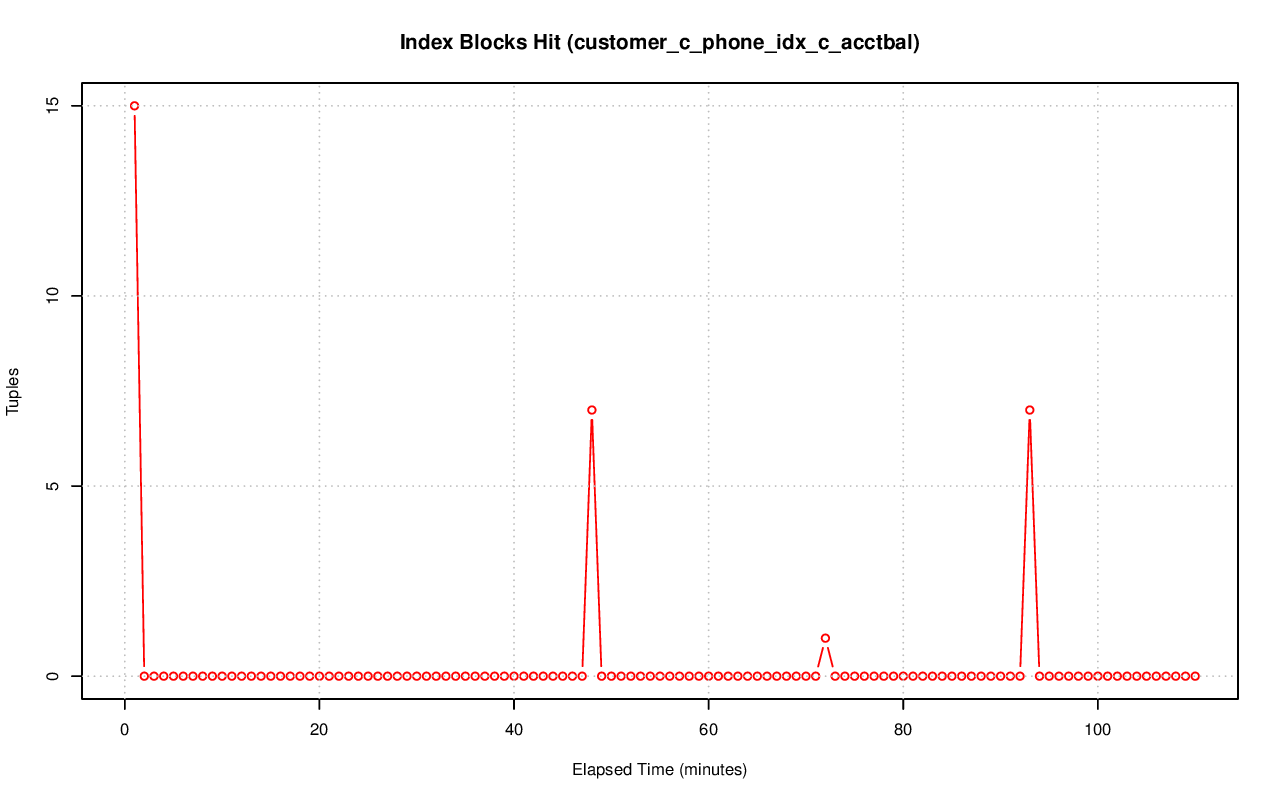 Index Blocks Hit (customer_c_phone_idx_c_acctbal)
Tuples
15
10
5
0
0 20 40 60 80 100
Elapsed Time (minutes)